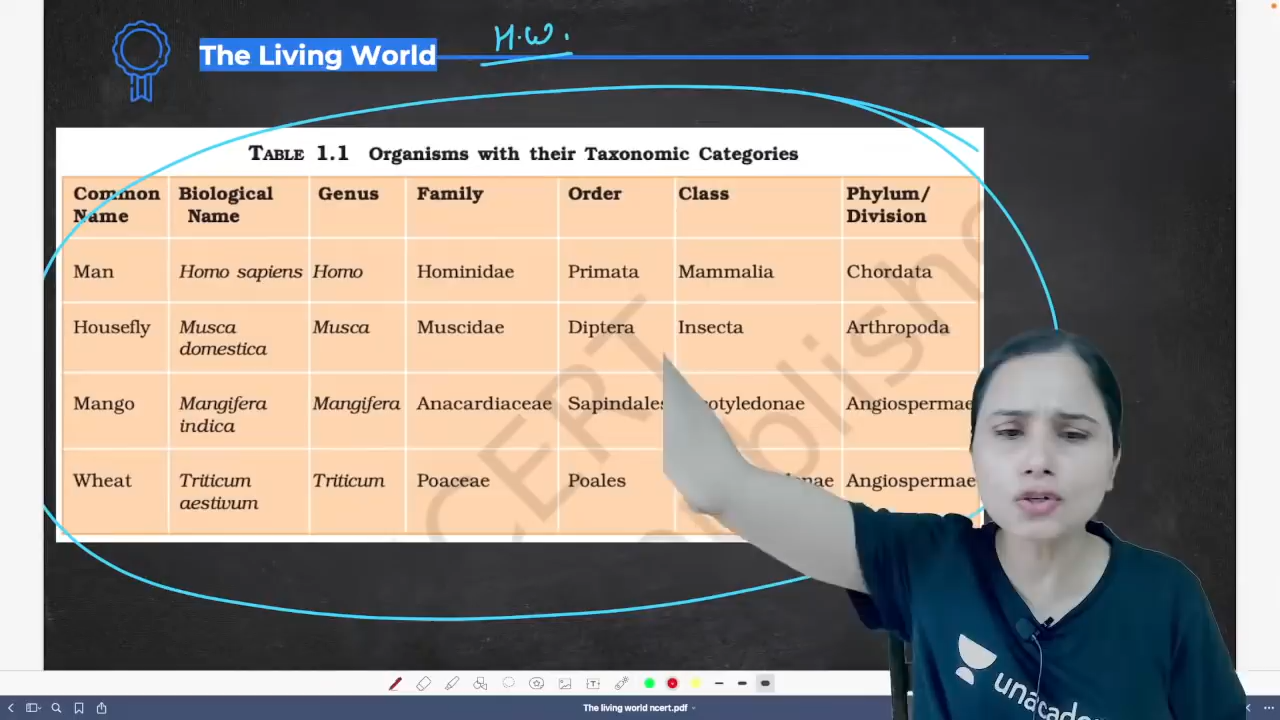 H.W.
The Living World
TABLE 1.1 Organisms with their Taxonomic Categories
Common Name Biological Name Genus Family Order Class Phylum/ Division
Man Homo sapiens Homo Hominidae Primata Mammalia Chordata
Housefly Musca domestica Musca Muscidae Diptera Insecta Arthropoda
Mango Mangifera indica Mangifera Anacardiaceae Sapindales Angiospermae
Wheat Triticum aestivum Triticum Poaceae Poales Angiospermae
The living world ncert.pdf